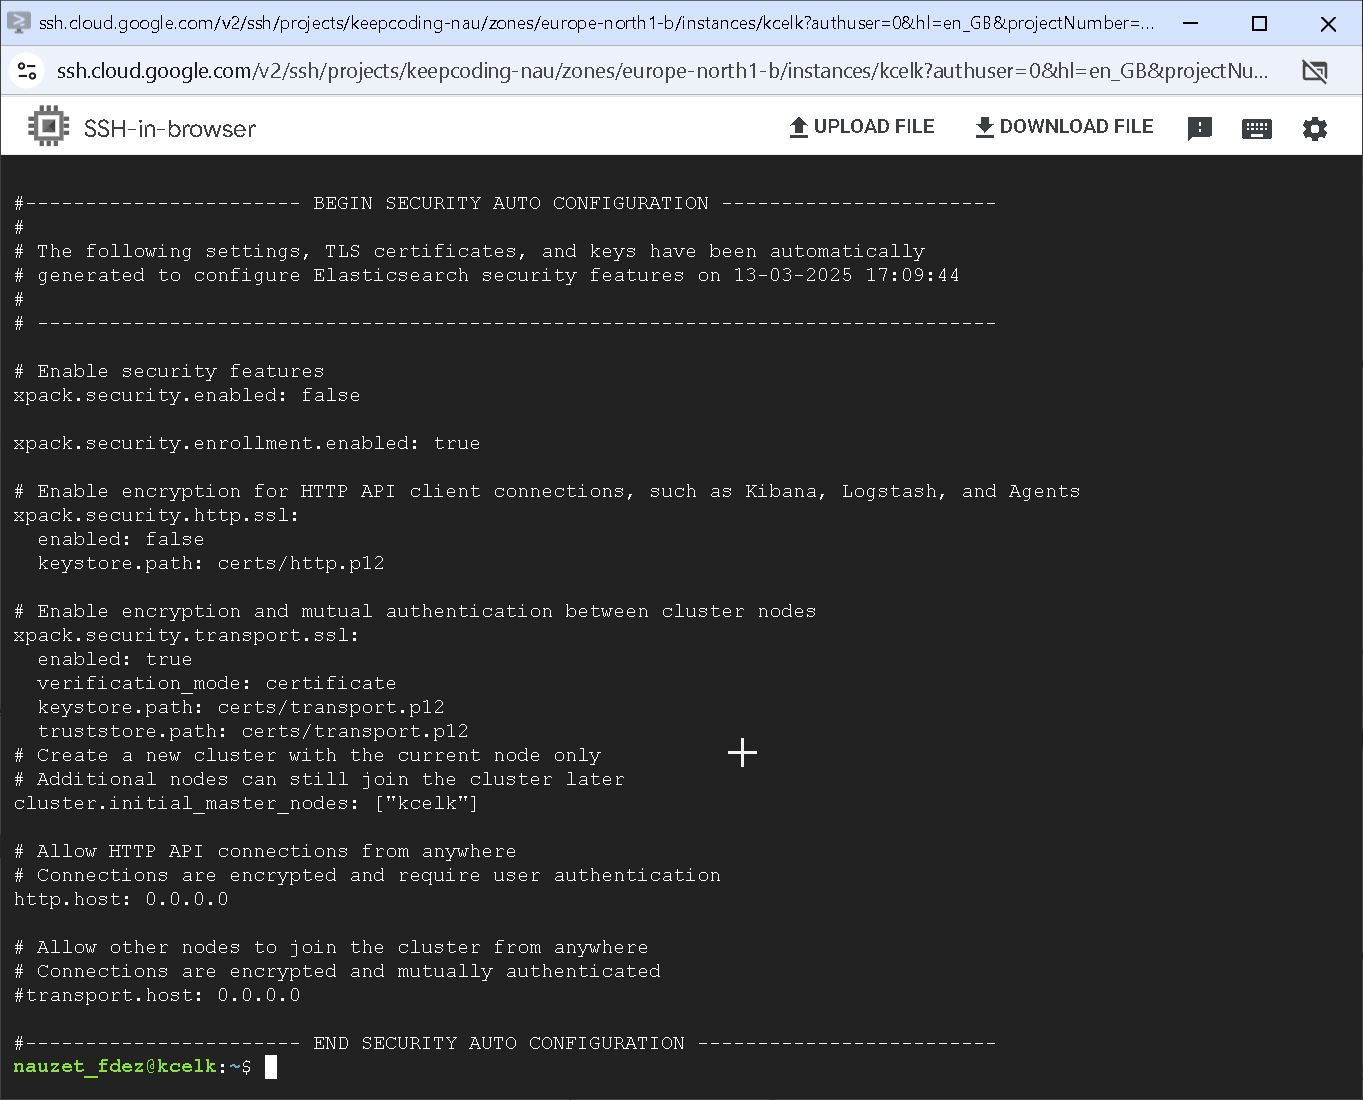 ssh.cloud.google.com/v2/ssh/projects/keepcoding-nau/zones/europe-north1-b/instances/kcelk?authuser=0&hl=en_GB&projectNumber=...
ssh.cloud.google.com/v2/ssh/projects/keepcoding-nau/zones/europe-north1-b/instances/kcelk?authuser=0&hl=en_GB&projectNu...
SSH-in-browser UPLOAD FILE DOWNLOAD FILE
#----------------------- BEGIN SECURITY AUTO CONFIGURATION -----------------------
#
# The following settings, TLS certificates, and keys have been automatically
# generated to configure Elasticsearch security features on 13-03-2025 17:09:44
#
# --------------------------------------------------------------------------------
# Enable security features
xpack.security.enabled: false
xpack.security.enrollment.enabled: true
# Enable encryption for HTTP API client connections, such as Kibana, Logstash, and Agents
xpack.security.http.ssl:
  enabled: false
  keystore.path: certs/http.p12
# Enable encryption and mutual authentication between cluster nodes
xpack.security.transport.ssl:
  enabled: true
  verification_mode: certificate
  keystore.path: certs/transport.p12
  truststore.path: certs/transport.p12
# Create a new cluster with the current node only
# Additional nodes can still join the cluster later
cluster.initial_master_nodes: ["kcelk"]
# Allow HTTP API connections from anywhere
# Connections are encrypted and require user authentication
http.host: 0.0.0.0
# Allow other nodes to join the cluster from anywhere
# Connections are encrypted and mutually authenticated
#transport.host: 0.0.0.0
#----------------------- END SECURITY AUTO CONFIGURATION -------------------------
nauzet_fdez@kcelk:~$